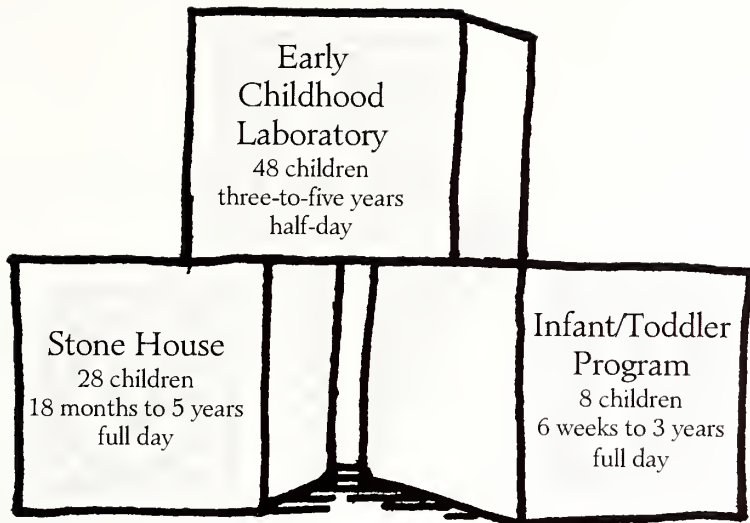 Early
Childhood
Laboratory
48 children
three-to-five years
half-day
Stone House
28 children
18 months to 5 years
full day
Infant/Toddler
Program
8 children
6 weeks to 3 years
full day